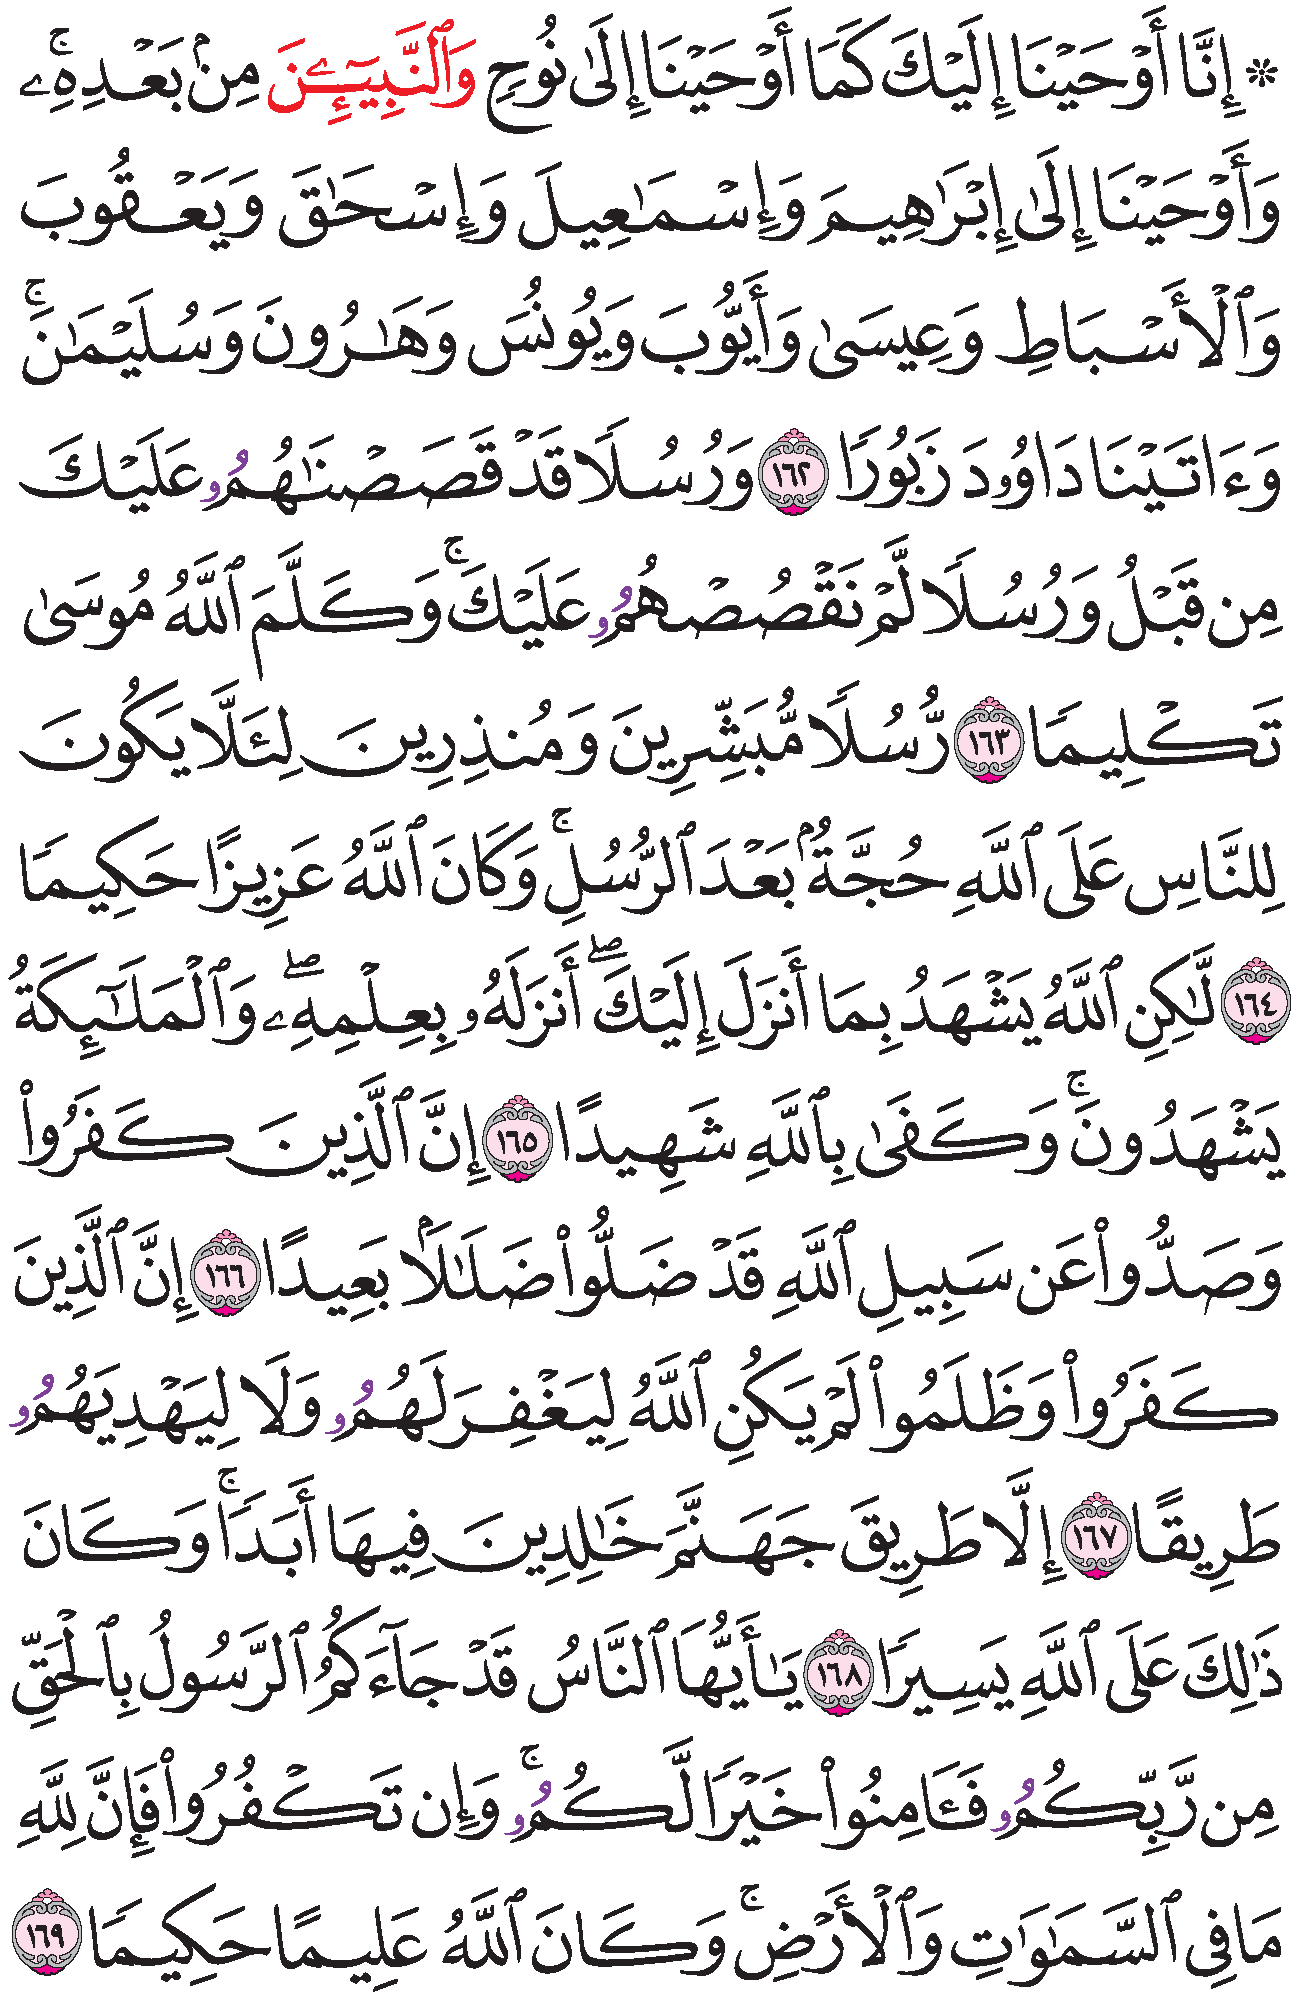 ۞ إِنَّا أَوْحَيْنَا إِلَيْكَ كَمَا أَوْحَيْنَا إِلَىٰ نُوحٍ وَٱلنَّبِيٓـِٕۧنَ مِنۢ بَعْدِهِۦۚ
وَأَوْحَيْنَا إِلَىٰ إِبْرَٰهِيمَ وَإِسْمَٰعِيلَ وَإِسْحَٰقَ وَيَعْقُوبَ
وَٱلْأَسْبَاطِ وَعِيسَىٰ وَأَيُّوبَ وَيُونُسَ وَهَٰرُونَ وَسُلَيْمَٰنَۚ
وَءَاتَيْنَا دَاوُۥدَ زَبُورًا ١٦٢ وَرُسُلًا قَدْ قَصَصْنَٰهُمُۥ عَلَيْكَ
مِن قَبْلُ وَرُسُلًا لَّمْ نَقْصُصْهُمُۥ عَلَيْكَۚ وَكَلَّمَ ٱللَّهُ مُوسَىٰ
تَكْلِيمًا ١٦٣ رُّسُلًا مُّبَشِّرِينَ وَمُنذِرِينَ لِئَلَّا يَكُونَ
لِلنَّاسِ عَلَى ٱللَّهِ حُجَّةُۢ بَعْدَ ٱلرُّسُلِۚ وَكَانَ ٱللَّهُ عَزِيزًا حَكِيمًا
١٦٤ لَّٰكِنِ ٱللَّهُ يَشْهَدُ بِمَا أَنزَلَ إِلَيْكَۖ أَنزَلَهُۥ بِعِلْمِهِۦۖ وَٱلْمَلَٰٓئِكَةُ
يَشْهَدُونَۚ وَكَفَىٰ بِٱللَّهِ شَهِيدًا ١٦٥ إِنَّ ٱلَّذِينَ كَفَرُوا۟
وَصَدُّوا۟ عَن سَبِيلِ ٱللَّهِ قَدْ ضَلُّوا۟ ضَلَٰلَۢا بَعِيدًا ١٦٦ إِنَّ ٱلَّذِينَ
كَفَرُوا۟ وَظَلَمُوا۟ لَمْ يَكُنِ ٱللَّهُ لِيَغْفِرَ لَهُمُۥ وَلَا لِيَهْدِيَهُمُۥ
طَرِيقًا ١٦٧ إِلَّا طَرِيقَ جَهَنَّمَ خَٰلِدِينَ فِيهَا أَبَدًاۚ وَكَانَ
ذَٰلِكَ عَلَى ٱللَّهِ يَسِيرًا ١٦٨ يَٰأَيُّهَا ٱلنَّاسُ قَدْ جَآءَكُمُ ٱلرَّسُولُ بِٱلْحَقِّ
مِن رَّبِّكُمُۥ فَـَٔامِنُوا۟ خَيْرًا لَّكُمُۥۚ وَإِن تَكْفُرُوا۟ فَإِنَّ لِلَّهِ
مَا فِى ٱلسَّمَٰوَٰتِ وَٱلْأَرْضِۚ وَكَانَ ٱللَّهُ عَلِيمًا حَكِيمًا ١٦٩